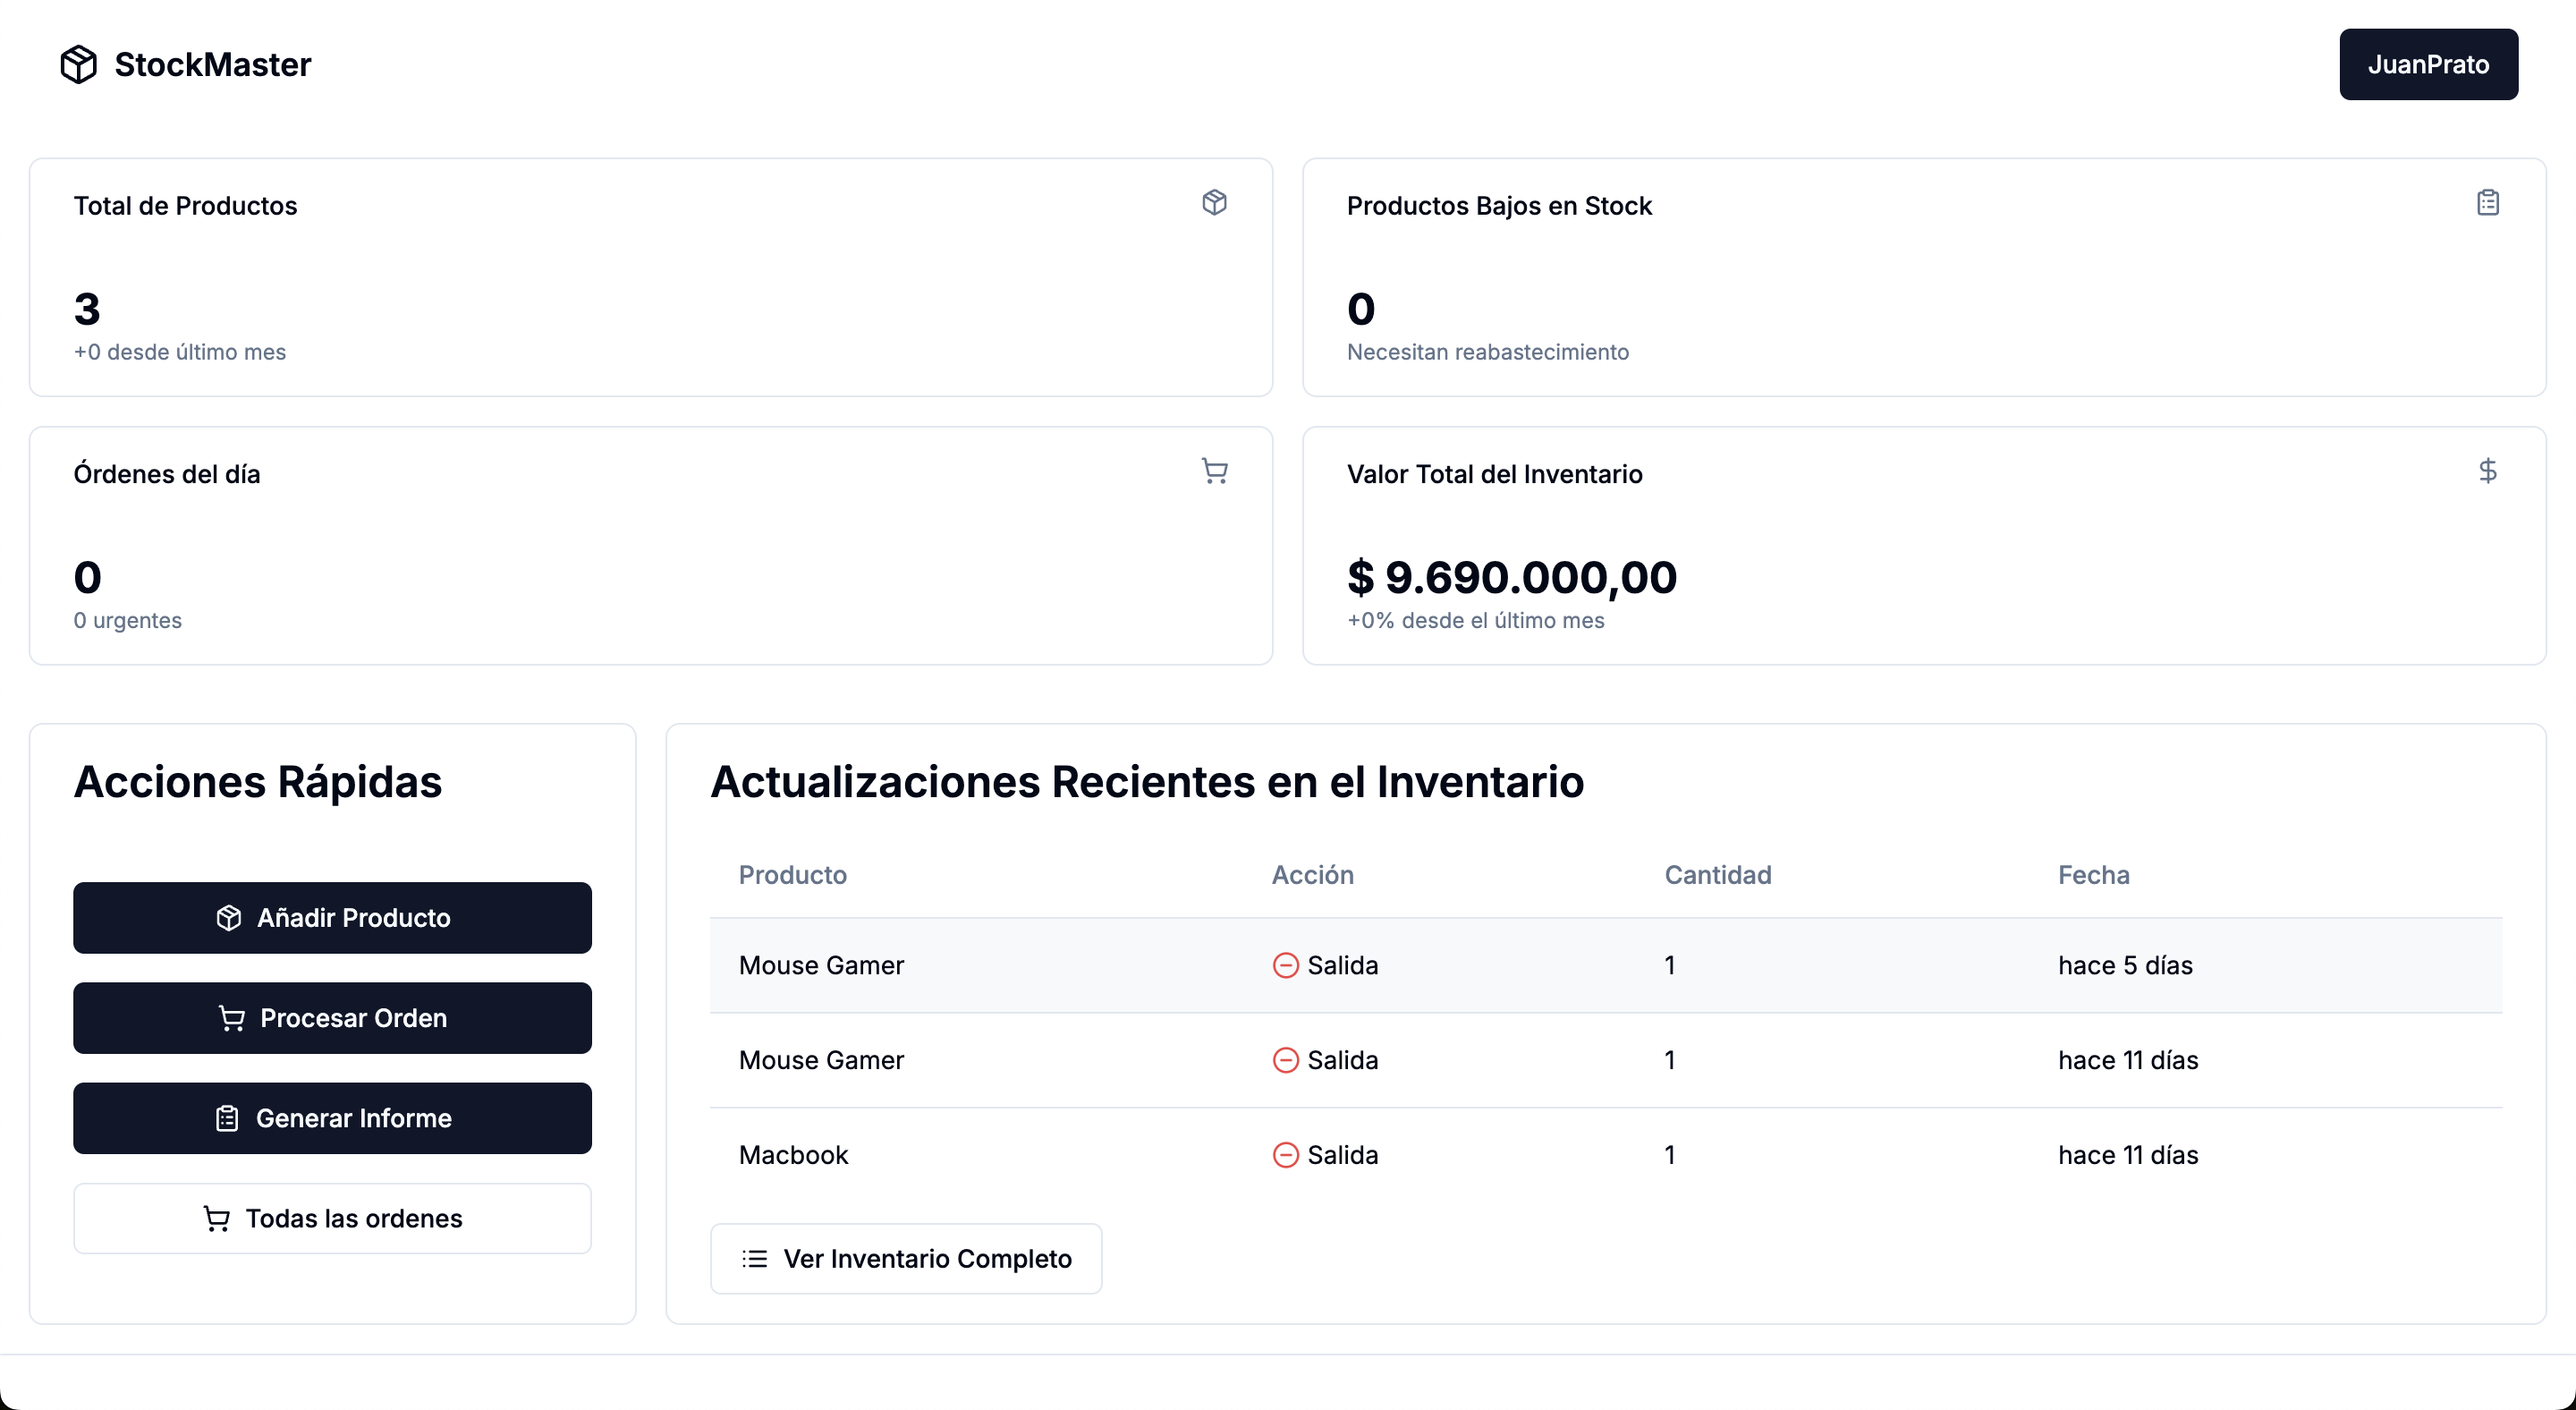 StockMaster
JuanPrato
Total de Productos
3
+0 desde último mes
Productos Bajos en Stock
0
Necesitan reabastecimiento
Órdenes del día
0
0 urgentes
Valor Total del Inventario
$ 9.690.000,00
+0% desde el último mes
Acciones Rápidas
Añadir Producto
Procesar Orden
Generar Informe
Todas las ordenes
Actualizaciones Recientes en el Inventario
Producto Acción Cantidad Fecha
Mouse Gamer Salida 1 hace 5 días
Mouse Gamer Salida 1 hace 11 días
Macbook Salida 1 hace 11 días
Ver Inventario Completo